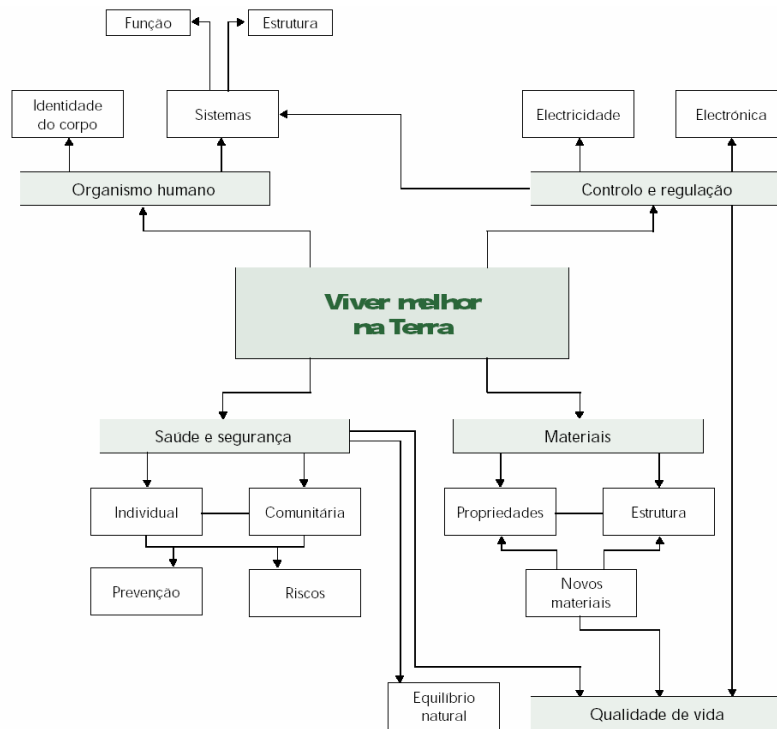 Função
Estrutura
Identidade
do corpo
Sistemas
Electricidade
Electrónica
Organismo humano
Controlo e regulação
Viver melhor
na Terra
Saúde e segurança
Materiais
Individual
Comunitária
Propriedades
Estrutura
Prevenção
Riscos
Novos
materiais
Equilíbrio
natural
Qualidade de vida